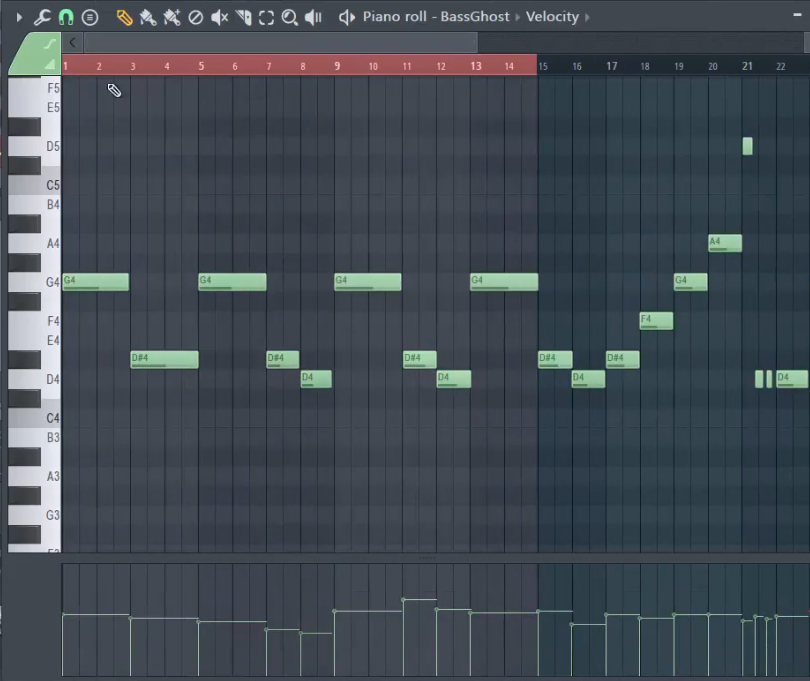 Piano roll - BassGhost › Velocity ›
1 2 3 4 5 6 7 8 9 10 11 12 13 14 15 16 17 18 19 20 21 22
F5
E5
D5
C5
B4
A4 A4
G4 G4 G4 G4 G4 G4
F4 F4
E4
D#4 D#4 D#4 D#4 D#4
D4 D4 D4 D4 D4
C4
B3
A3
G3